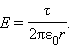 E = τ / 2πε₀r.